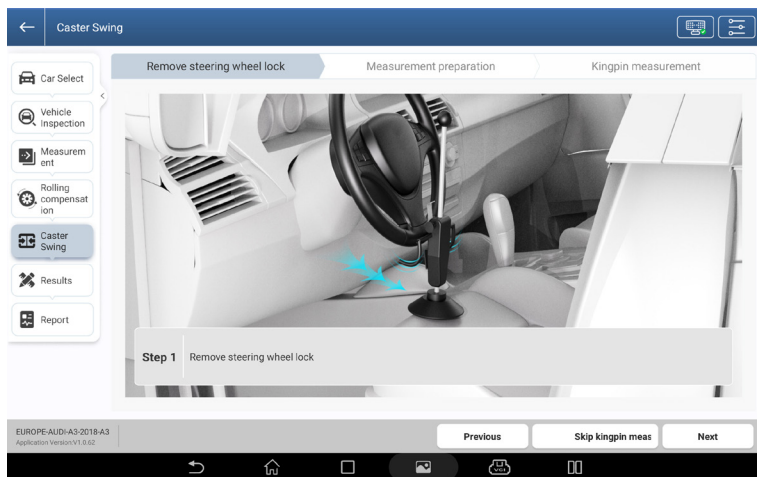 Caster Swing
Remove steering wheel lock
Measurement preparation
Kingpin measurement
Car Select
Vehicle
Inspection
Measurem
ent
Rolling
compensat
ion
Caster
Swing
Results
Report
Step 1
Remove steering wheel lock
EUROPE-AUDI-A3-2018-A3
Application Version:V1.0.62
Previous
Skip kingpin meas
Next
VCI